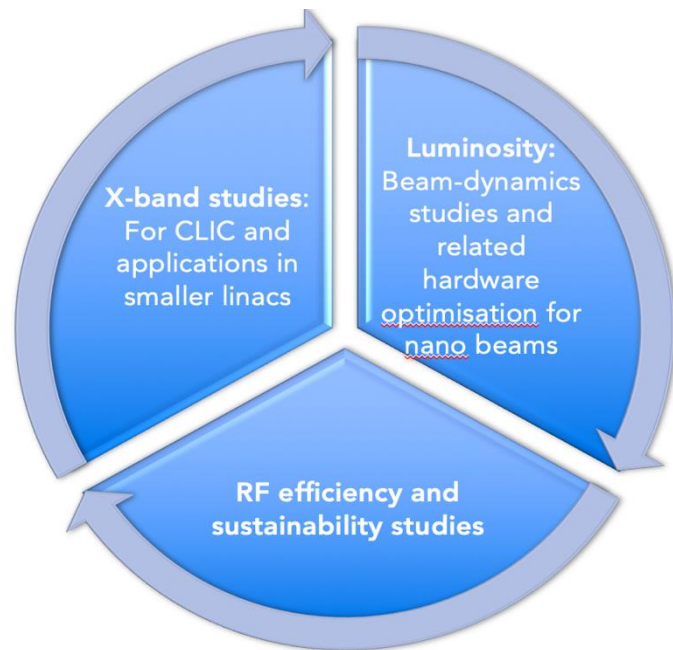 X-band studies:
For CLIC and
applications in
smaller linacs
Luminosity:
Beam-dynamics
studies and
related
hardware
optimisation for
nano beams
RF efficiency and
sustainability studies